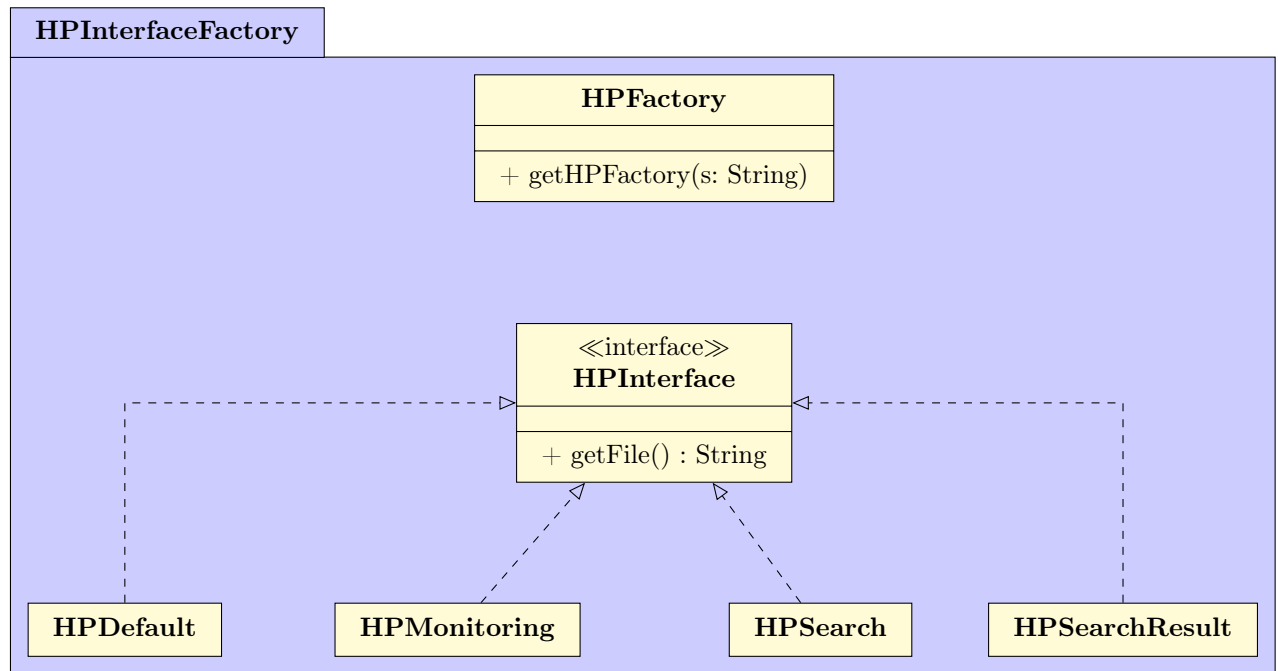 HPInterfaceFactory
HPFactory
+ getHPFactory(s: String)
≪interface≫
HPInterface
+ getFile() : String
HPDefault
HPMonitoring
HPSearch
HPSearchResult